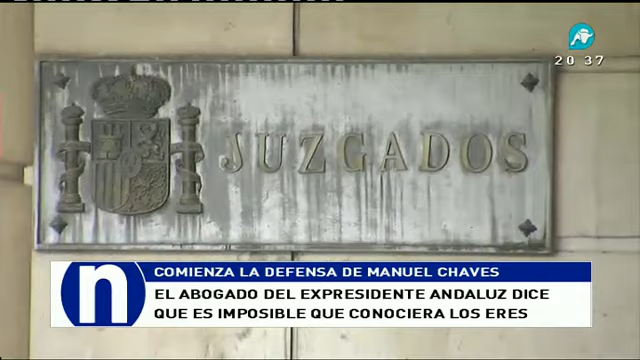 20 37
JUZGADOS
n
COMIENZA LA DEFENSA DE MANUEL CHAVES
EL ABOGADO DEL EXPRESIDENTE ANDALUZ DICE
QUE ES IMPOSIBLE QUE CONOCIERA LOS ERES